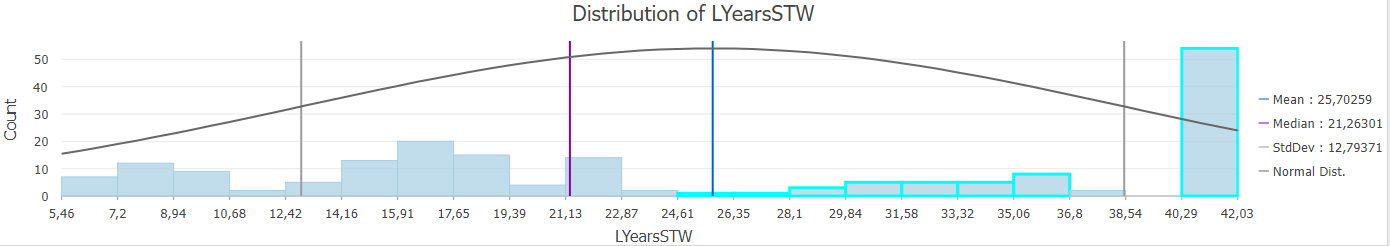 Distribution of LYearsSTW
Count
50
40
30
20
10
0
5,46 7,2 8,94 10,68 12,42 14,16 15,91 17,65 19,39 21,13 22,87 24,61 26,35 28,1 29,84 31,58 33,32 35,06 36,8 38,54 40,29 42,03
LYearsSTW
Mean : 25,70259
Median : 21,26301
StdDev : 12,79371
Normal Dist.